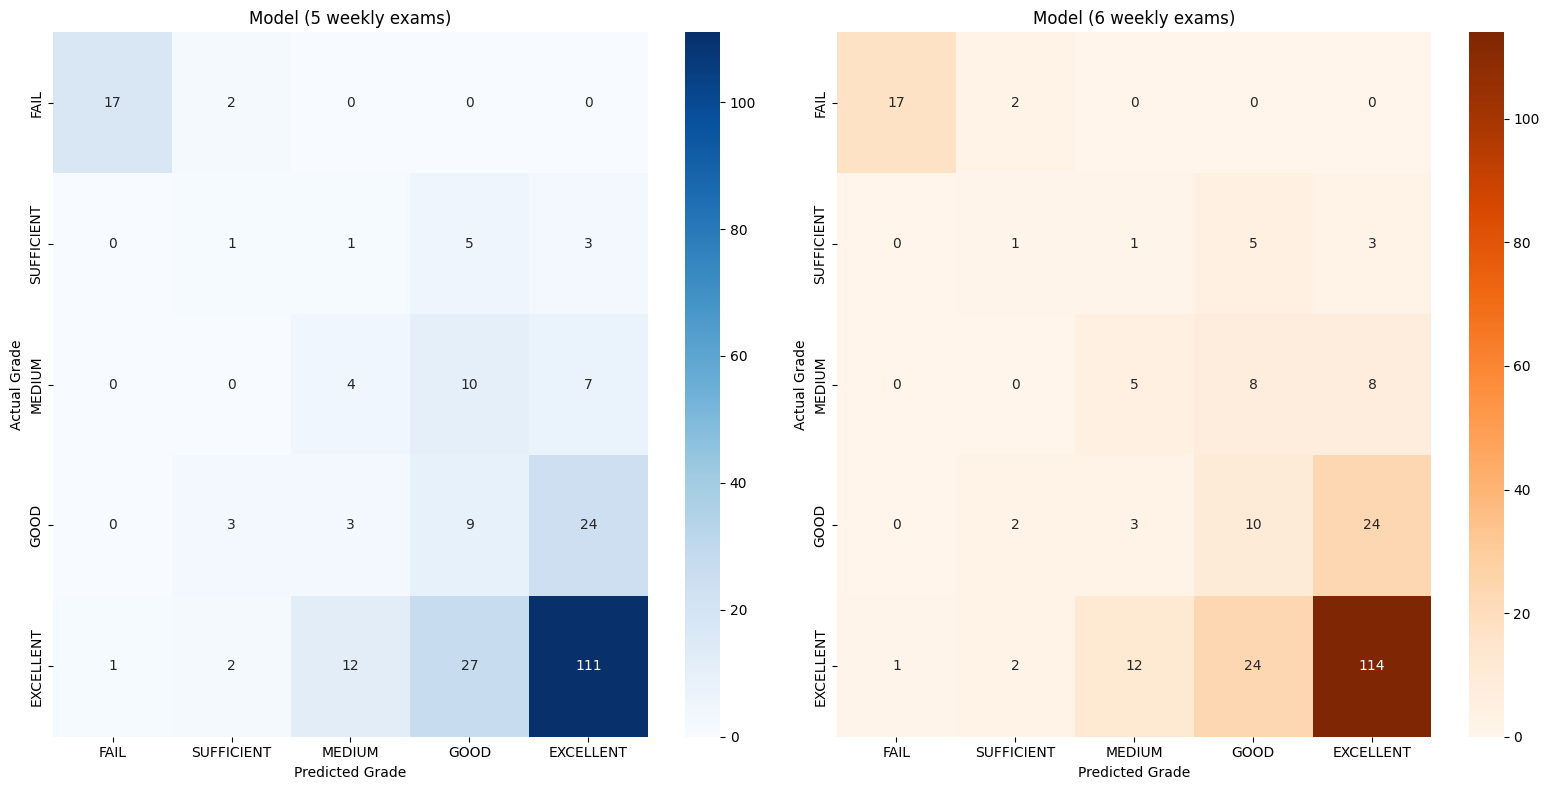 Model (5 weekly exams)
Actual Grade
FAIL
SUFFICIENT
MEDIUM
GOOD
EXCELLENT
17 2 0 0 0
0 1 1 5 3
0 0 4 10 7
0 3 3 9 24
1 2 12 27 111
FAIL SUFFICIENT MEDIUM GOOD EXCELLENT
Predicted Grade
100
80
60
40
20
0
Model (6 weekly exams)
Actual Grade
FAIL
SUFFICIENT
MEDIUM
GOOD
EXCELLENT
17 2 0 0 0
0 1 1 5 3
0 0 5 8 8
0 2 3 10 24
1 2 12 24 114
FAIL SUFFICIENT MEDIUM GOOD EXCELLENT
Predicted Grade
100
80
60
40
20
0